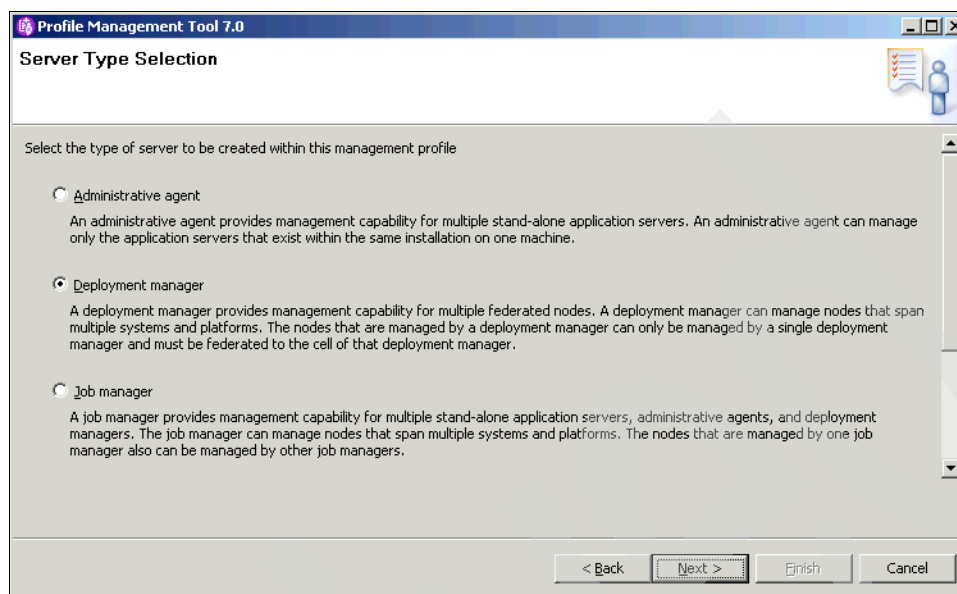 Profile Management Tool 7.0
Server Type Selection
Select the type of server to be created within this management profile
Administrative agent
An administrative agent provides management capability for multiple stand-alone application servers. An administrative agent can manage
only the application servers that exist within the same installation on one machine.
Deployment manager
A deployment manager provides management capability for multiple federated nodes. A deployment manager can manage nodes that span
multiple systems and platforms. The nodes that are managed by a deployment manager can only be managed by a single deployment
manager and must be federated to the cell of that deployment manager.
Job manager
A job manager provides management capability for multiple stand-alone application servers, administrative agents, and deployment
managers. The job manager can manage nodes that span multiple systems and platforms. The nodes that are managed by one job
manager also can be managed by other job managers.
< Back Next > Finish Cancel